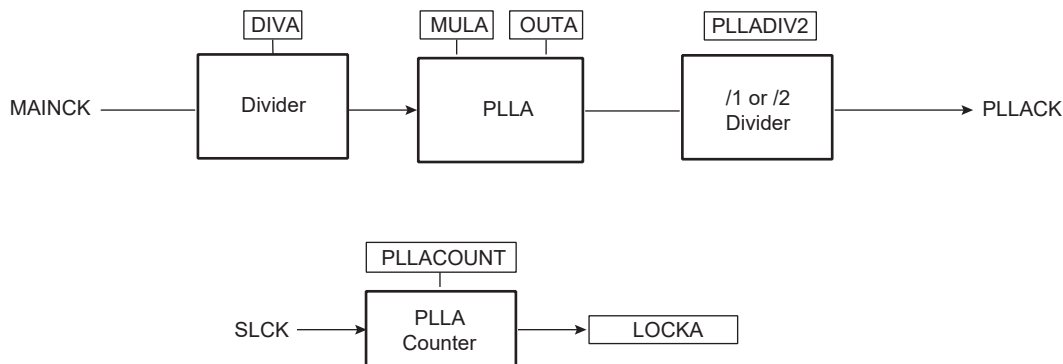 DIVA
MULA
OUTA
PLLADIV2
MAINCK
Divider
PLLA
/1 or /2
Divider
PLLACK
PLLACOUNT
SLCK
PLLA
Counter
LOCKA